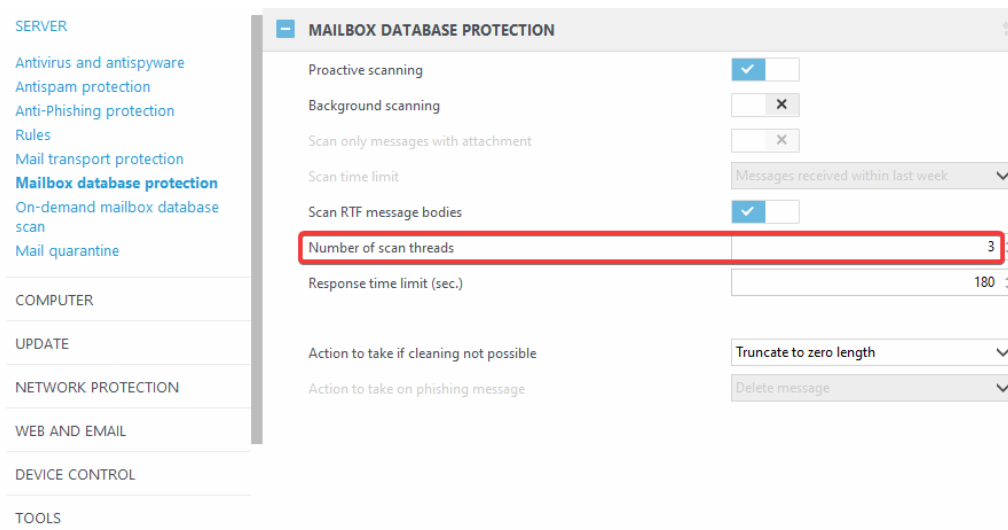 SERVER
Antivirus and antispyware
Antispam protection
Anti-Phishing protection
Rules
Mail transport protection
Mailbox database protection
On-demand mailbox database
scan
Mail quarantine
COMPUTER
UPDATE
NETWORK PROTECTION
WEB AND EMAIL
DEVICE CONTROL
TOOLS
MAILBOX DATABASE PROTECTION
Proactive scanning
Background scanning
Scan only messages with attachment
Scan time limit Messages received within last week
Scan RTF message bodies
Number of scan threads 3
Response time limit (sec.) 180
Action to take if cleaning not possible Truncate to zero length
Action to take on phishing message Delete message